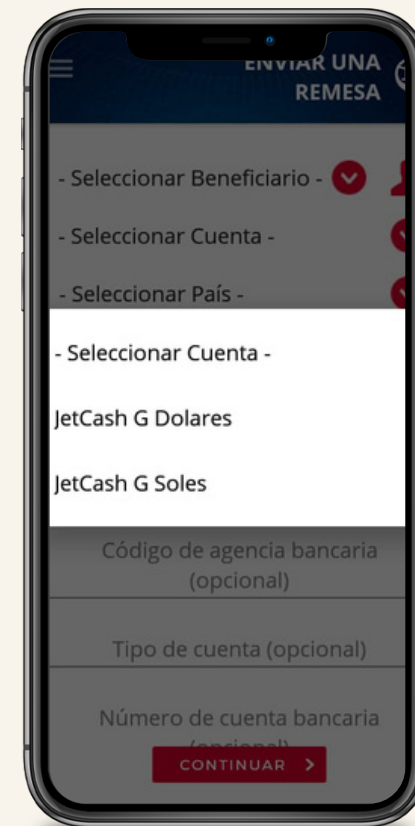 ENVIAR UNA
REMESA
- Seleccionar Beneficiario -
- Seleccionar Cuenta -
- Seleccionar País -
- Seleccionar Cuenta -
JetCash G Dolares
JetCash G Soles
Código de agencia bancaria
(opcional)
Tipo de cuenta (opcional)
Número de cuenta bancaria
(opcional)
CONTINUAR